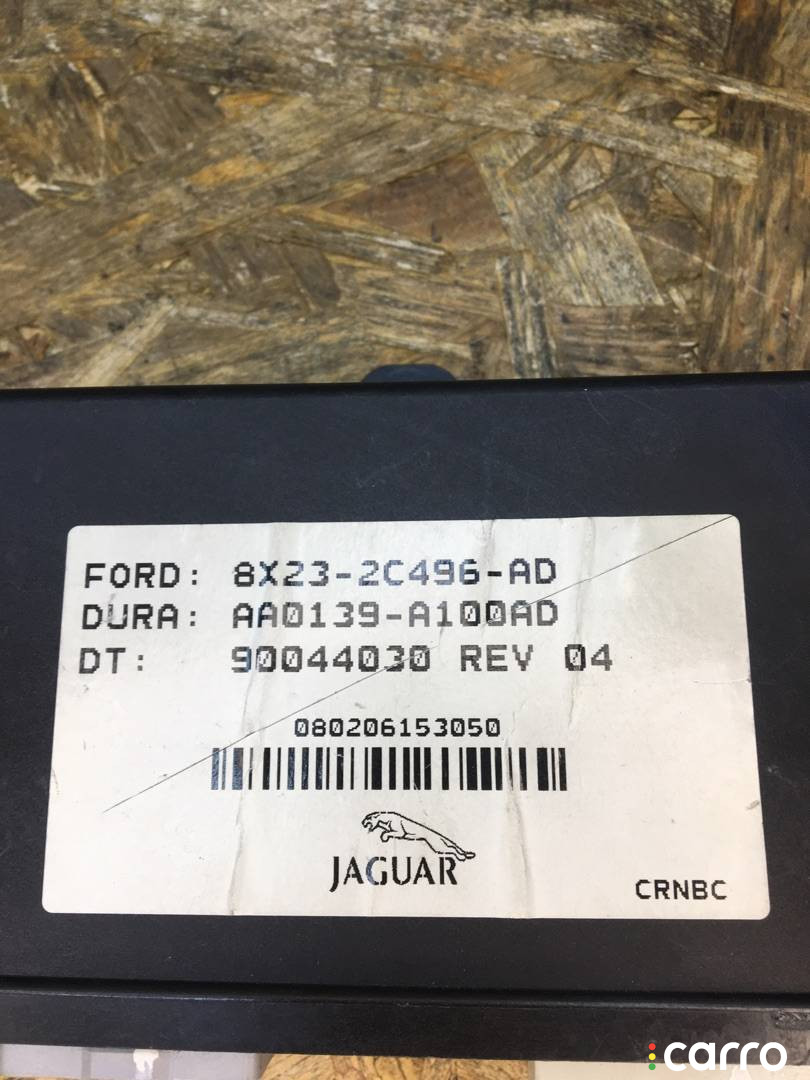 FORD: 8X23-2C496-AD
DURA: AA0139-A100AD
DT: 90044030 REV 04
080206153050
JAGUAR
CRNBC
carro